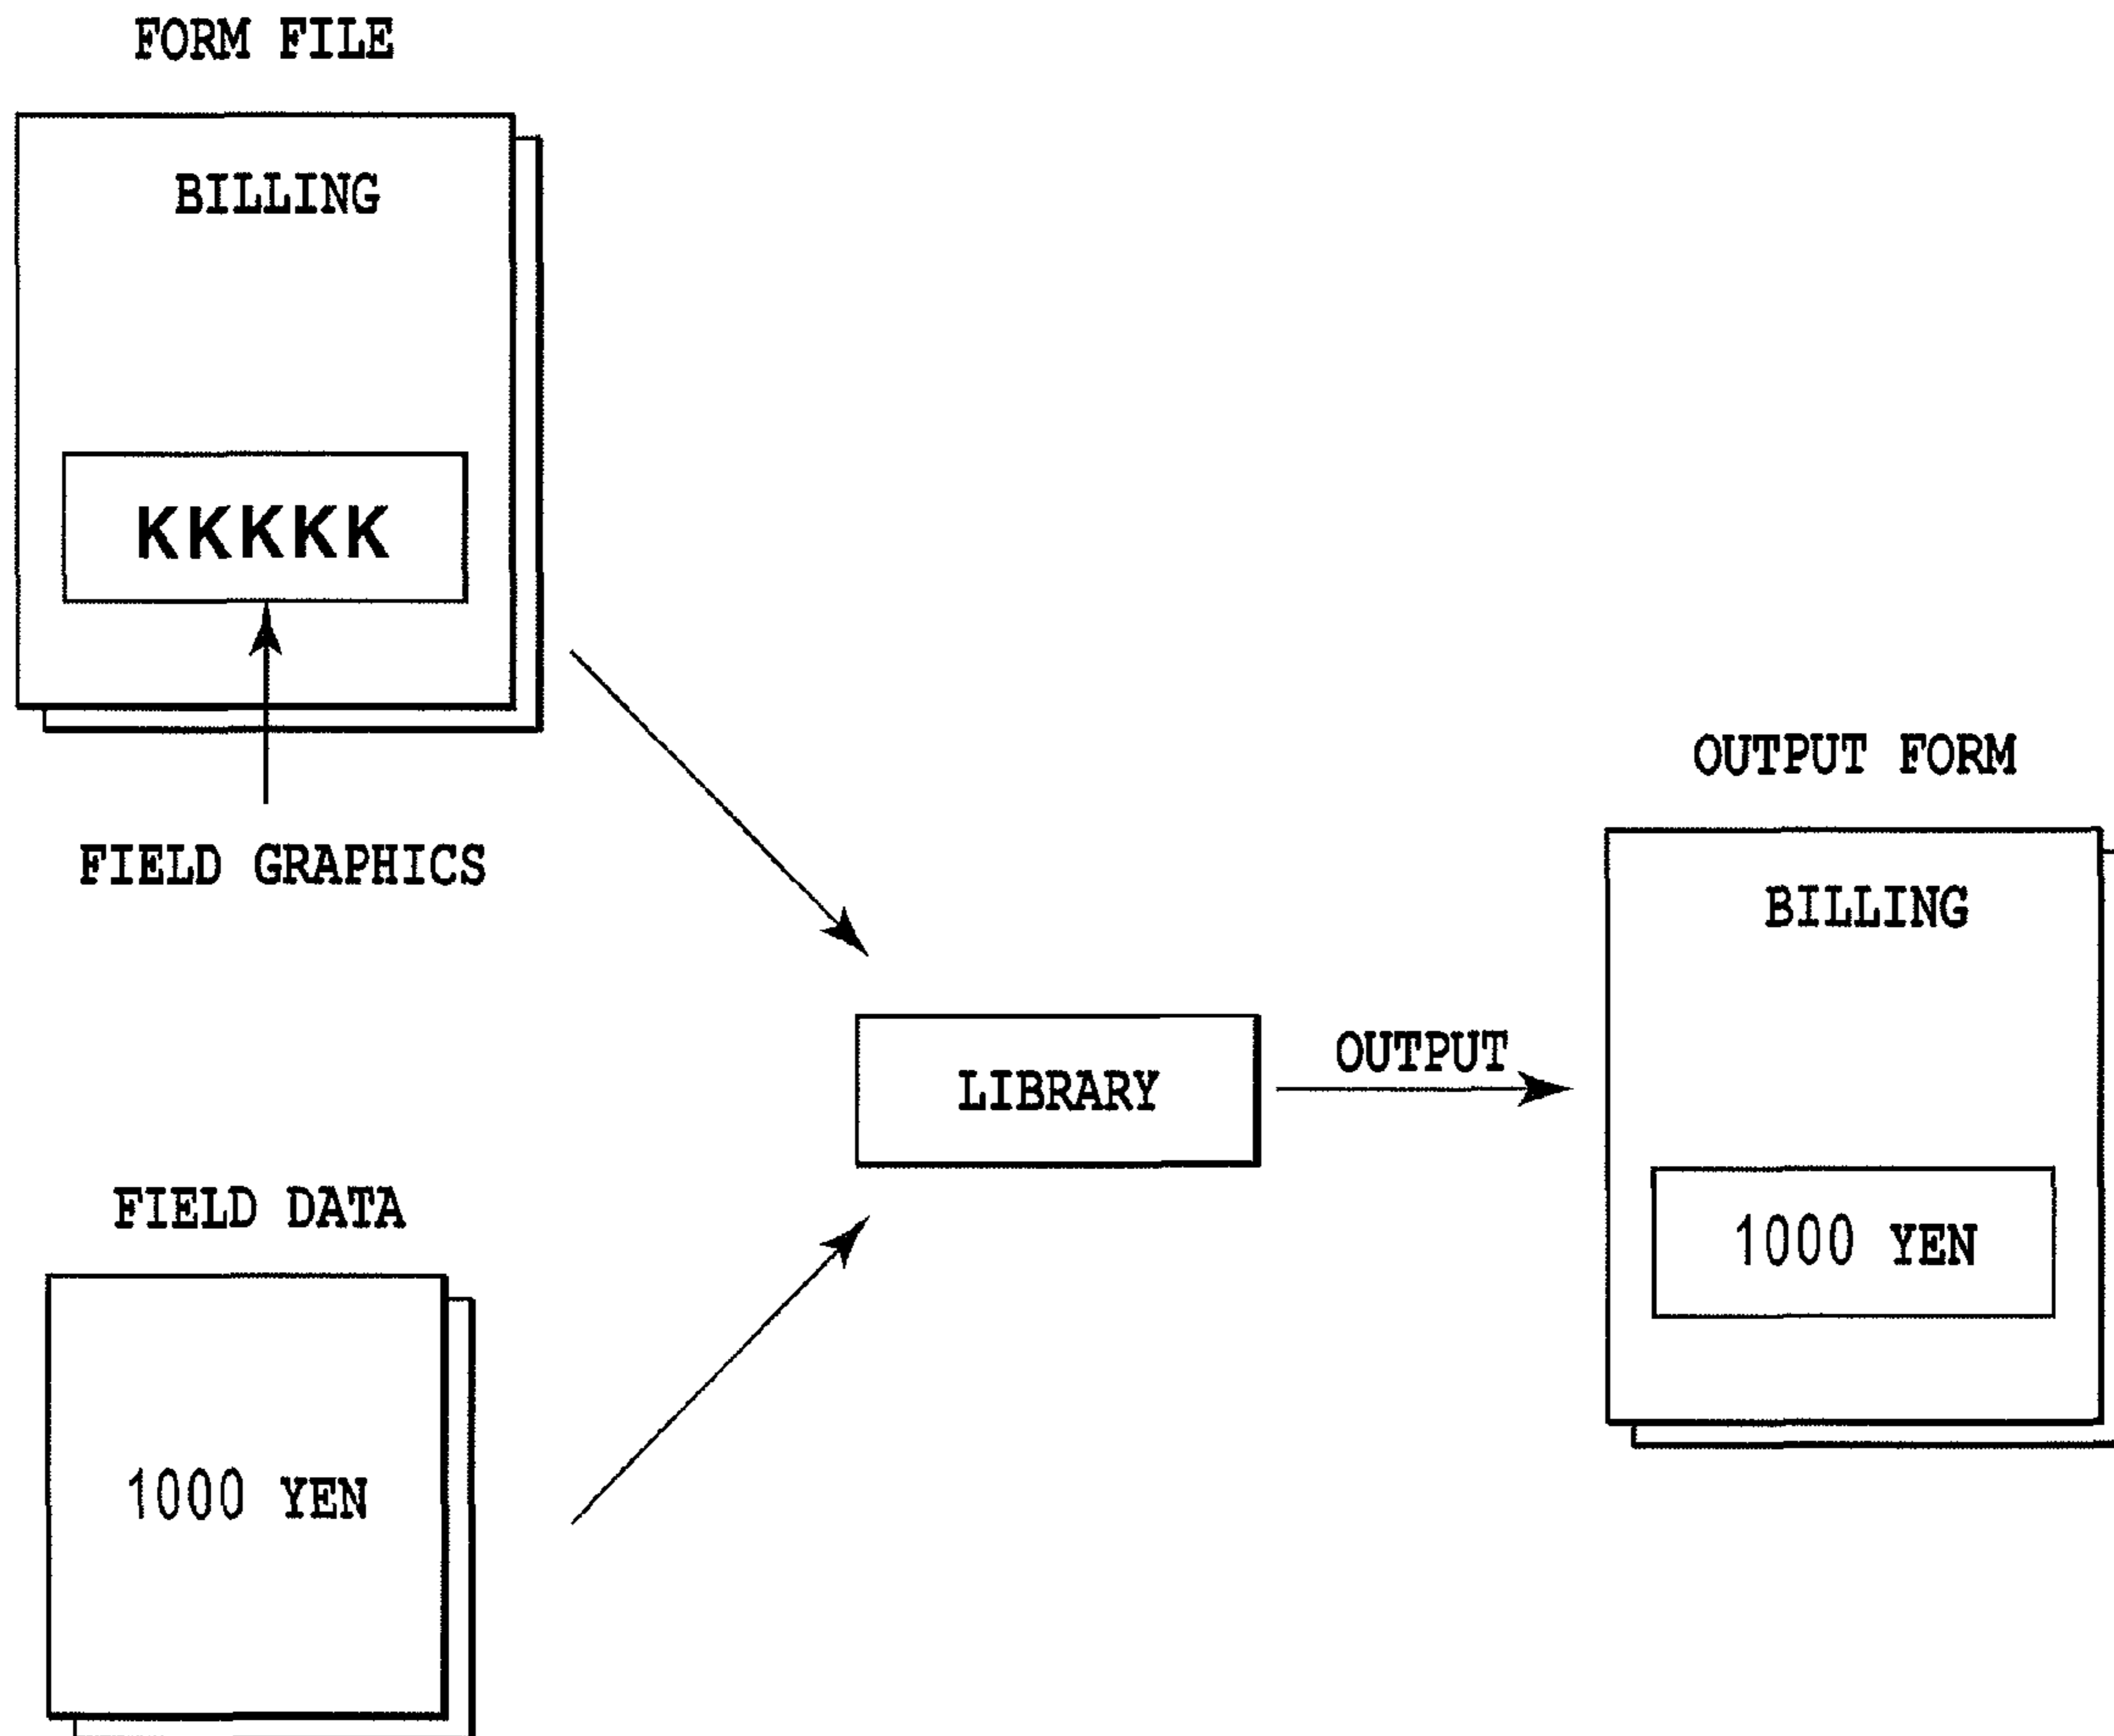 FORM FILE
BILLING
KKKKK
FIELD GRAPHICS
FIELD DATA
1000 YEN
LIBRARY
OUTPUT
OUTPUT FORM
BILLING
1000 YEN